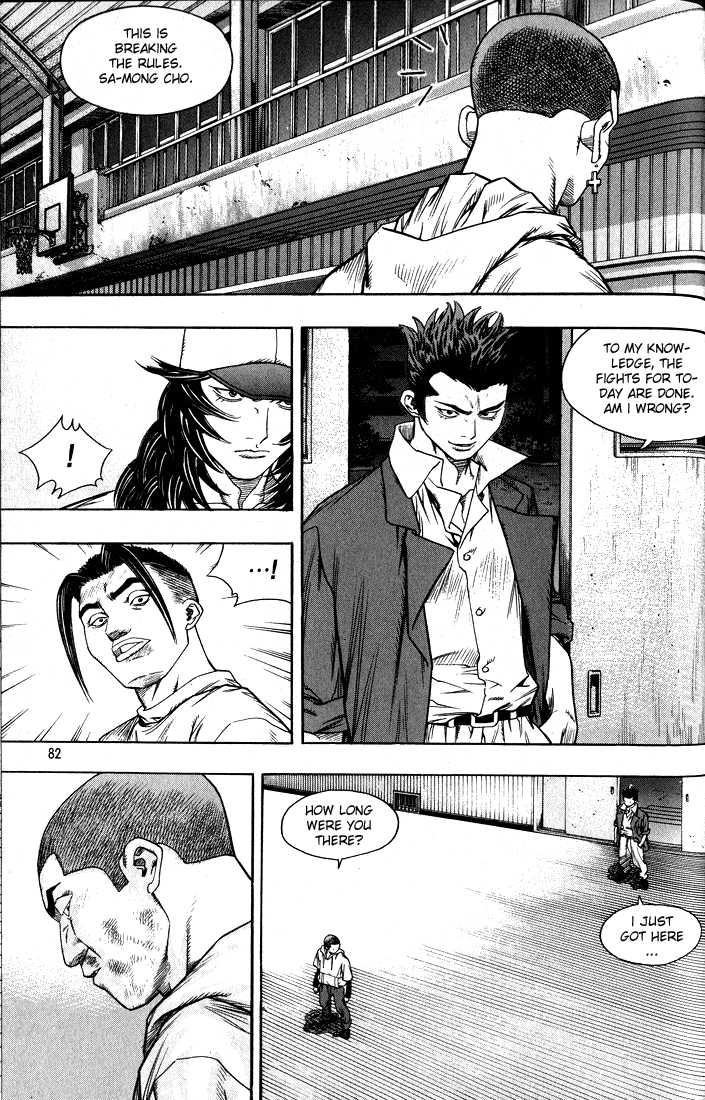 THIS IS
BREAKING
THE RULES.
SA-MONG CHO.
TO MY KNOW-
LEDGE, THE
FIGHTS FOR TO-
DAY ARE DONE.
AM I WRONG?
!
...!
82
HOW LONG
WERE YOU
THERE?
I JUST
GOT HERE
...